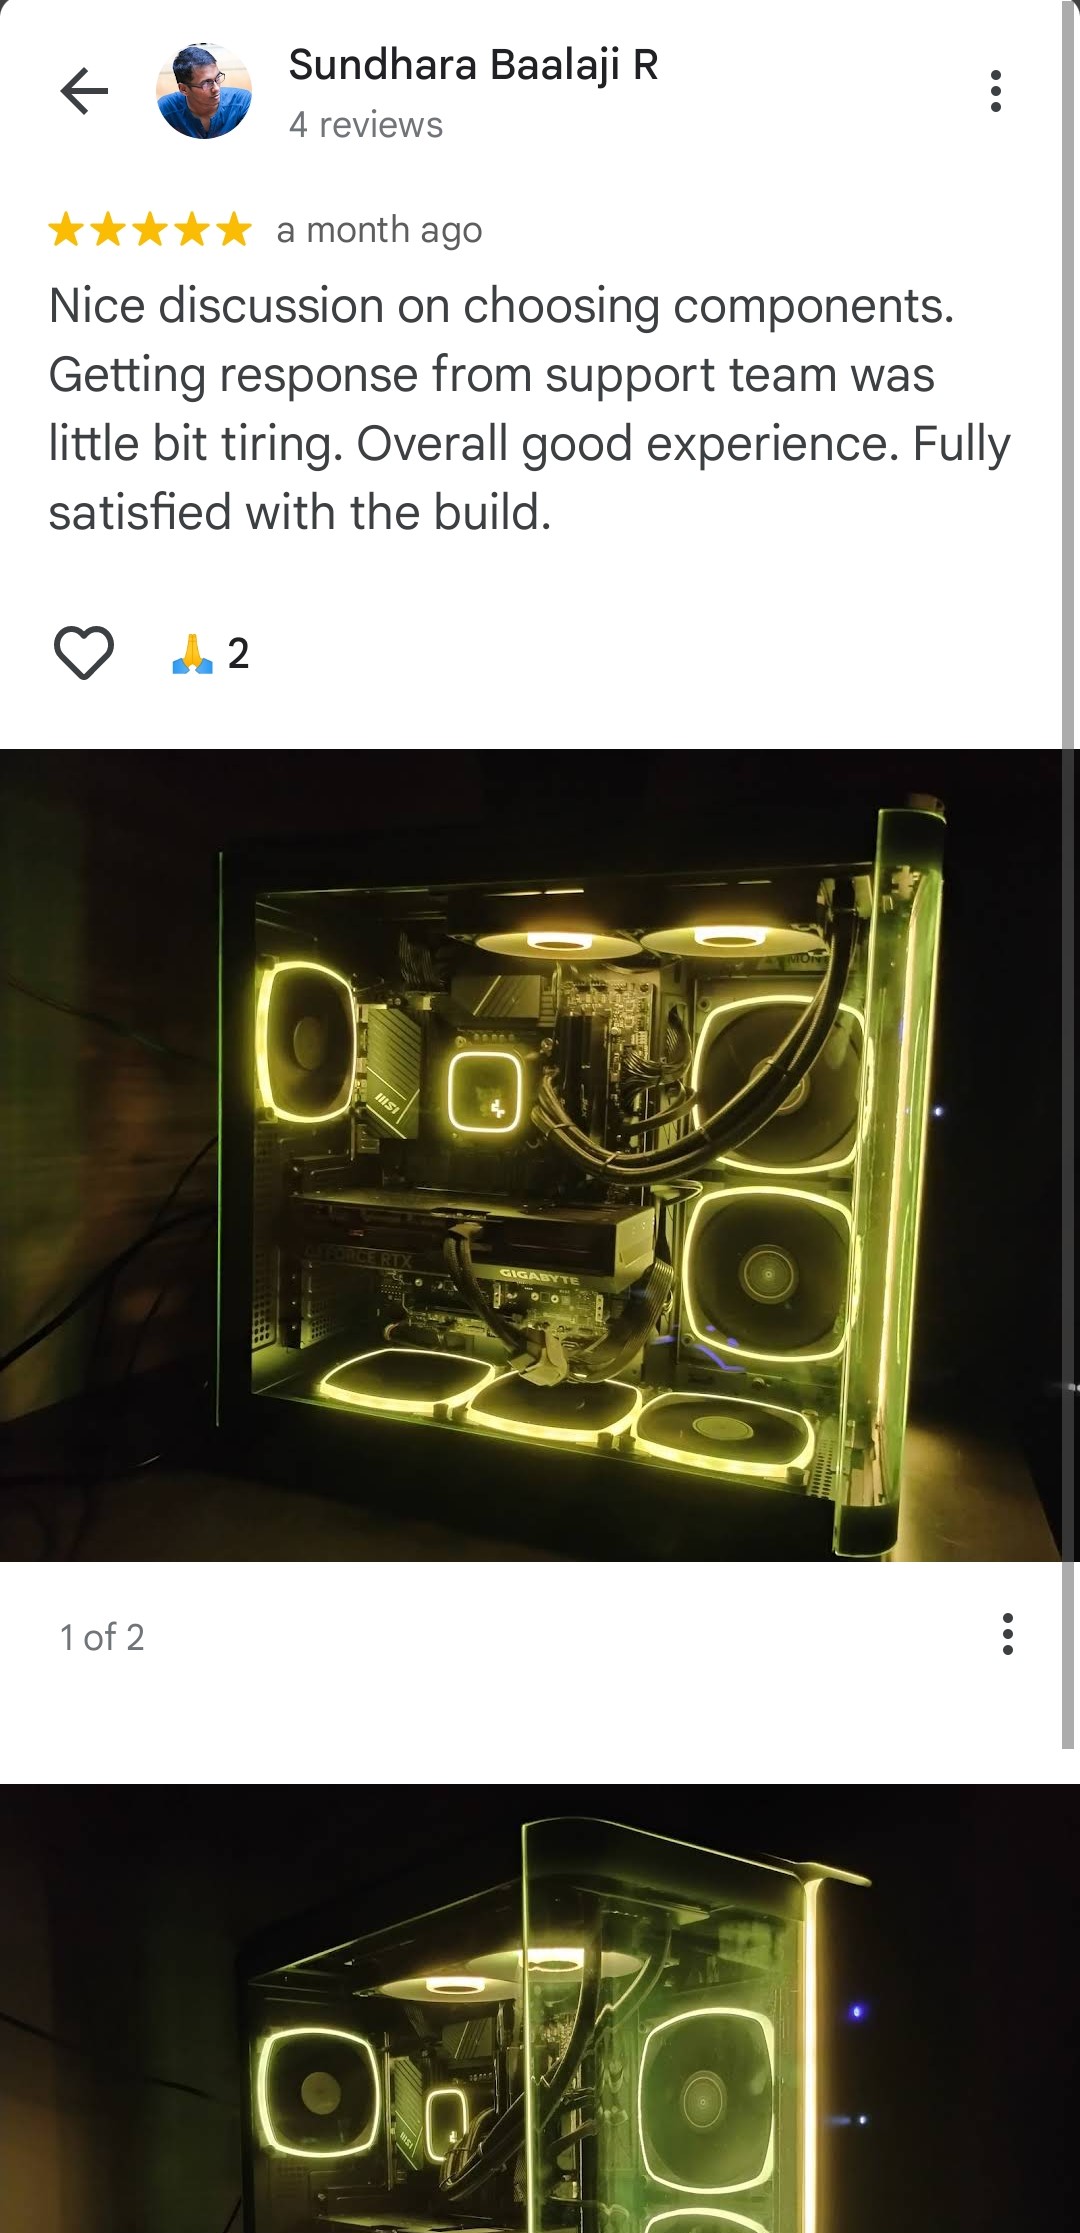 Sundhara Baalaji R
4 reviews
a month ago
Nice discussion on choosing components.
Getting response from support team was
little bit tiring. Overall good experience. Fully
satisfied with the build.
🙏 2
MSI
GEFORCE RTX
GIGABYTE
1 of 2
MSI